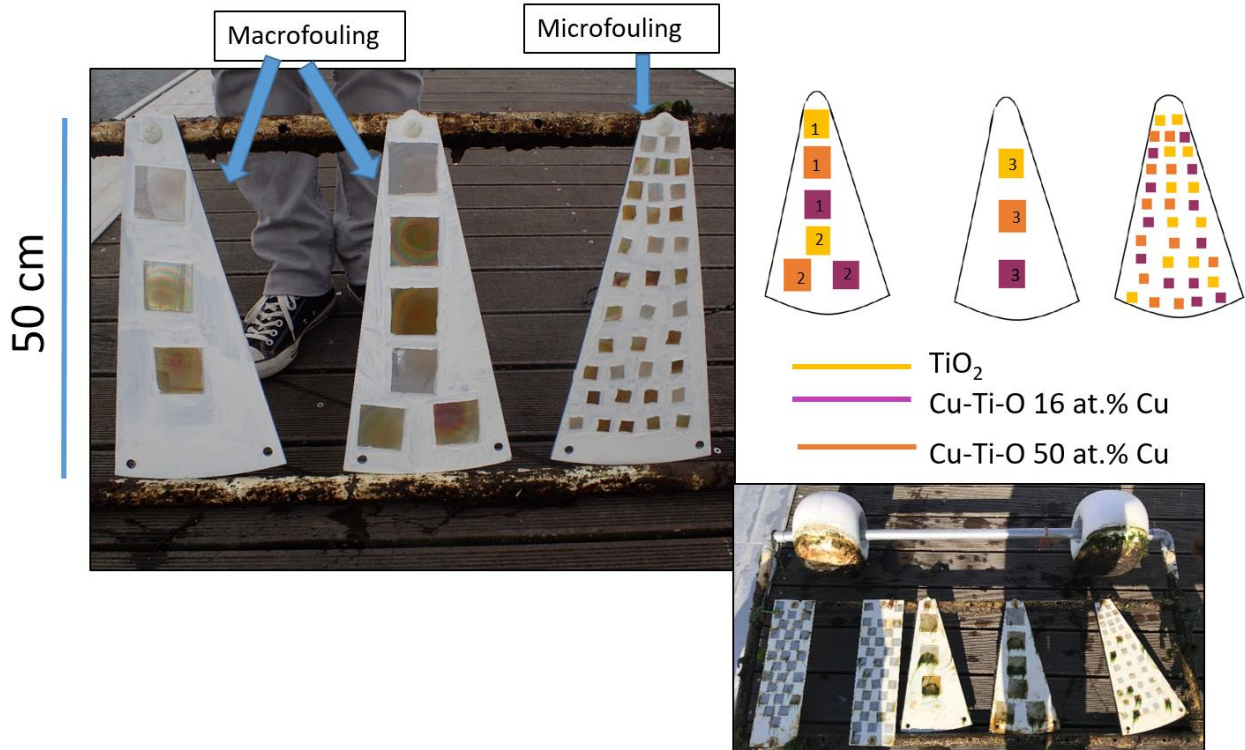 Macrofouling
Microfouling
50 cm
1
1
1
2
2
2
3
3
3
TiO₂
Cu-Ti-O 16 at.% Cu
Cu-Ti-O 50 at.% Cu